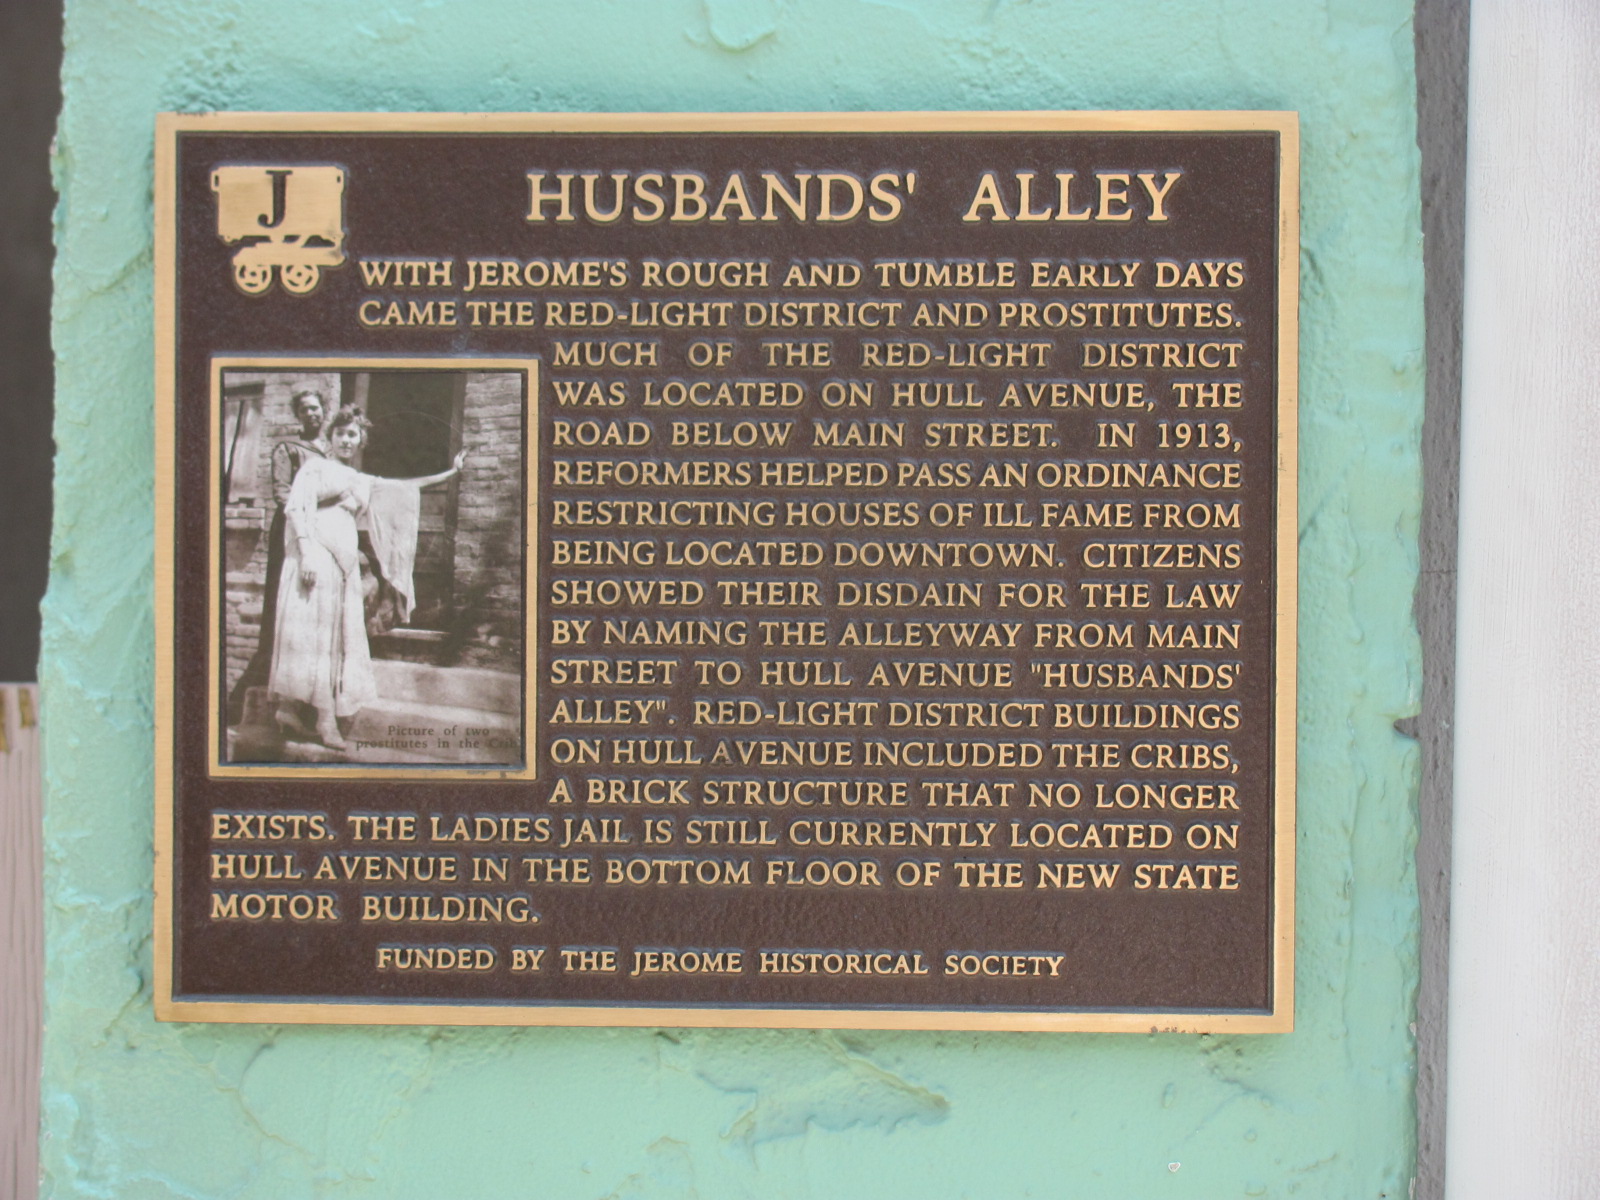 J
HUSBANDS' ALLEY
WITH JEROME'S ROUGH AND TUMBLE EARLY DAYS
CAME THE RED-LIGHT DISTRICT AND PROSTITUTES.
MUCH OF THE RED-LIGHT DISTRICT
WAS LOCATED ON HULL AVENUE, THE
ROAD BELOW MAIN STREET. IN 1913,
REFORMERS HELPED PASS AN ORDINANCE
RESTRICTING HOUSES OF ILL FAME FROM
BEING LOCATED DOWNTOWN. CITIZENS
SHOWED THEIR DISDAIN FOR THE LAW
BY NAMING THE ALLEYWAY FROM MAIN
STREET TO HULL AVENUE "HUSBANDS'
ALLEY". RED-LIGHT DISTRICT BUILDINGS
ON HULL AVENUE INCLUDED THE CRIBS,
A BRICK STRUCTURE THAT NO LONGER
EXISTS. THE LADIES JAIL IS STILL CURRENTLY LOCATED ON
HULL AVENUE IN THE BOTTOM FLOOR OF THE NEW STATE
MOTOR BUILDING.
Picture of two
prostitutes in the
FUNDED BY THE JEROME HISTORICAL SOCIETY